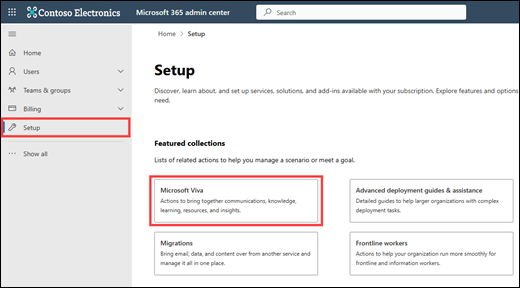 Contoso Electronics Microsoft 365 admin center Search
Home > Setup
Home
Users
Teams & groups
Billing
Setup
Show all
Setup
Discover, learn about, and set up services, solutions, and add-ins available with your subscription. Explore features and options
need.
Featured collections
Lists of related actions to help you manage a scenario or meet a goal.
Microsoft Viva
Actions to bring together communications, knowledge,
learning, resources, and insights.
Advanced deployment guides & assistance
Detailed guides to help larger organizations with complex
deployment tasks.
Migrations
Bring email, data, and content over from another service and
manage it all in one place.
Frontline workers
Actions to help your organization run more smoothly for
frontline and information workers.